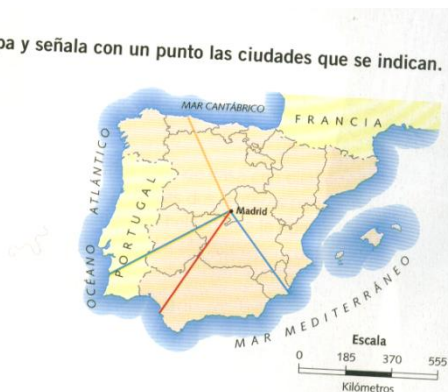 pa y señala con un punto las ciudades que se indican.
MAR CANTÁBRICO
FRANCIA
OCÉANO ATLÁNTICO
PORTUGAL
Madrid
MAR MEDITERRÁNEO
Escala
0 185 370 555
Kilómetros